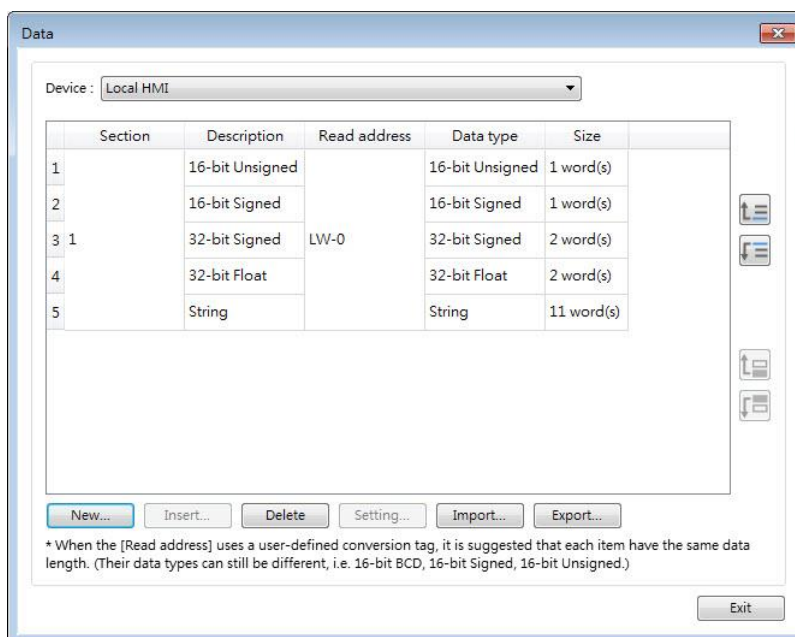 Data
Device : Local HMI
Section Description Read address Data type Size
1 16-bit Unsigned 16-bit Unsigned 1 word(s)
2 16-bit Signed 16-bit Signed 1 word(s)
3 1 32-bit Signed LW-0 32-bit Signed 2 word(s)
4 32-bit Float 32-bit Float 2 word(s)
5 String String 11 word(s)
New... Insert... Delete Setting... Import... Export...
* When the [Read address] uses a user-defined conversion tag, it is suggested that each item have the same data
length. (Their data types can still be different, i.e. 16-bit BCD, 16-bit Signed, 16-bit Unsigned.)
Exit